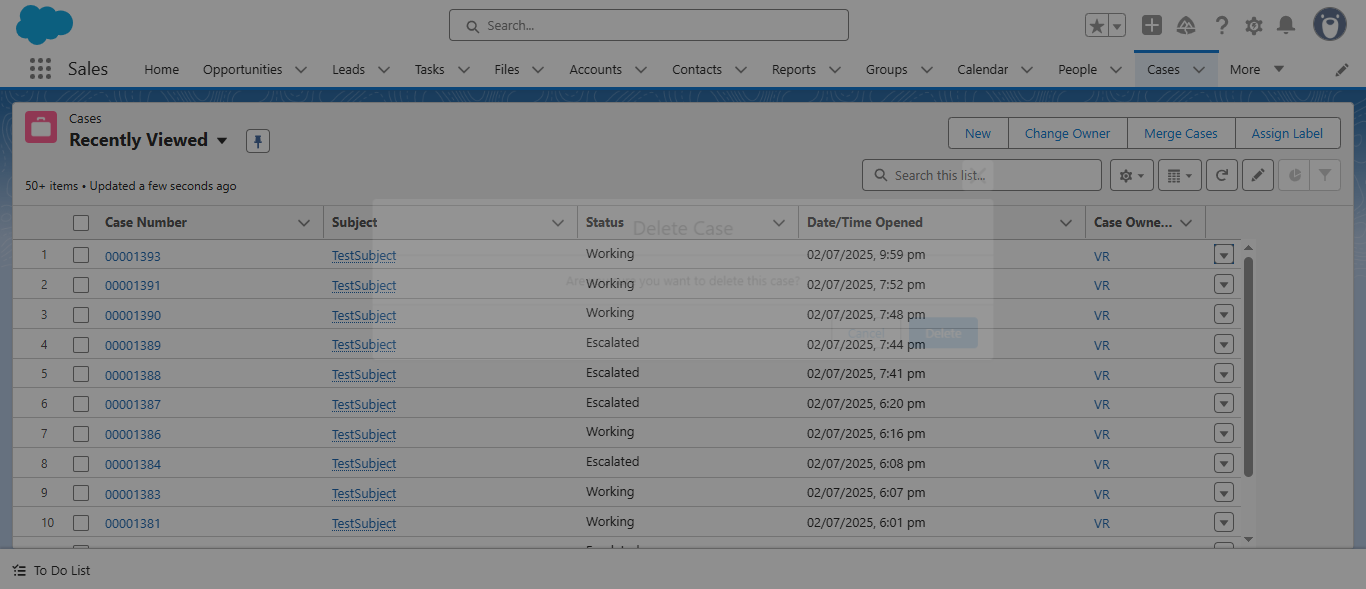 Search...
Sales Home Opportunities Leads Tasks Files Accounts Contacts Reports Groups Calendar People Cases More
Cases
Recently Viewed
New Change Owner Merge Cases Assign Label
50+ items • Updated a few seconds ago
Search this list...
Case Number Subject Status Date/Time Opened Case Owne...
Delete Case
1 00001393 TestSubject Working 02/07/2025, 9:59 pm VR
Are you sure you want to delete this case?
2 00001391 TestSubject Working 02/07/2025, 7:52 pm VR
3 00001390 TestSubject Working 02/07/2025, 7:48 pm VR
Cancel Delete
4 00001389 TestSubject Escalated 02/07/2025, 7:44 pm VR
5 00001388 TestSubject Escalated 02/07/2025, 7:41 pm VR
6 00001387 TestSubject Escalated 02/07/2025, 6:20 pm VR
7 00001386 TestSubject Working 02/07/2025, 6:16 pm VR
8 00001384 TestSubject Escalated 02/07/2025, 6:08 pm VR
9 00001383 TestSubject Working 02/07/2025, 6:07 pm VR
10 00001381 TestSubject Working 02/07/2025, 6:01 pm VR
To Do List